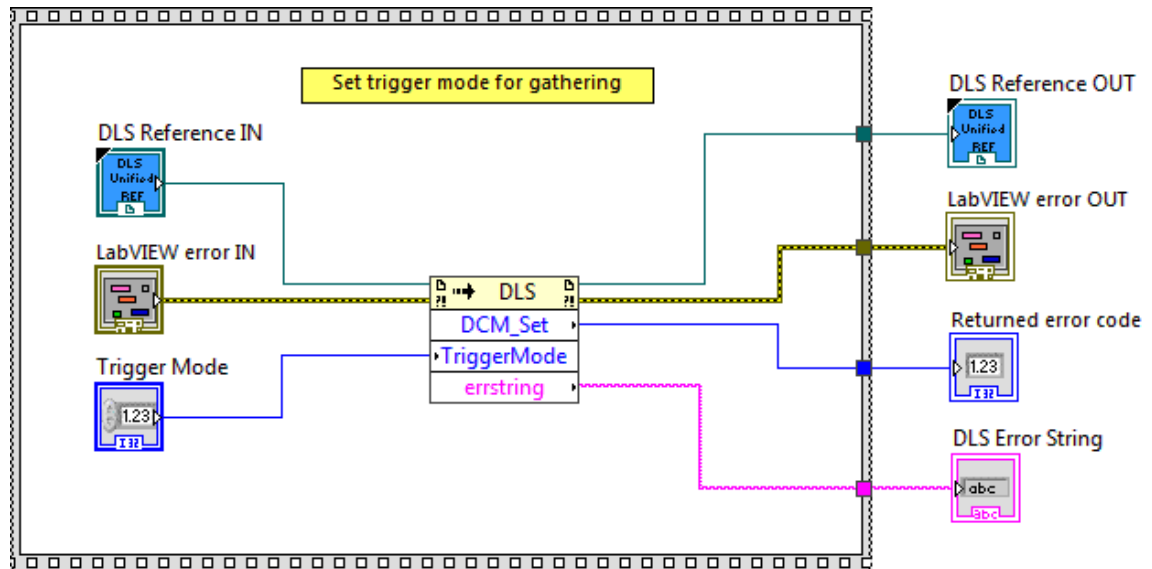 Set trigger mode for gathering
DLS Reference IN
DLS
Unified
REF
LabVIEW error IN
Trigger Mode
1.23
I32
?! DLS ?!
DCM_Set
TriggerMode
errstring
DLS Reference OUT
DLS
Unified
REF
LabVIEW error OUT
Returned error code
1.23
I32
DLS Error String
abc
abc